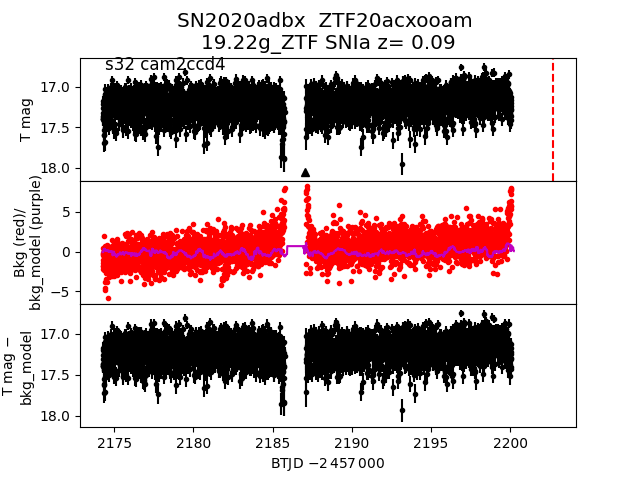 SN2020adbx ZTF20acxooam
19.22g_ZTF SNIa z= 0.09
s32 cam2ccd4
T mag
17.0
17.5
18.0
Bkg (red)/
bkg_model (purple)
5
0
−5
T mag −
bkg_model
17.0
17.5
18.0
2175 2180 2185 2190 2195 2200
BTJD −2 457 000